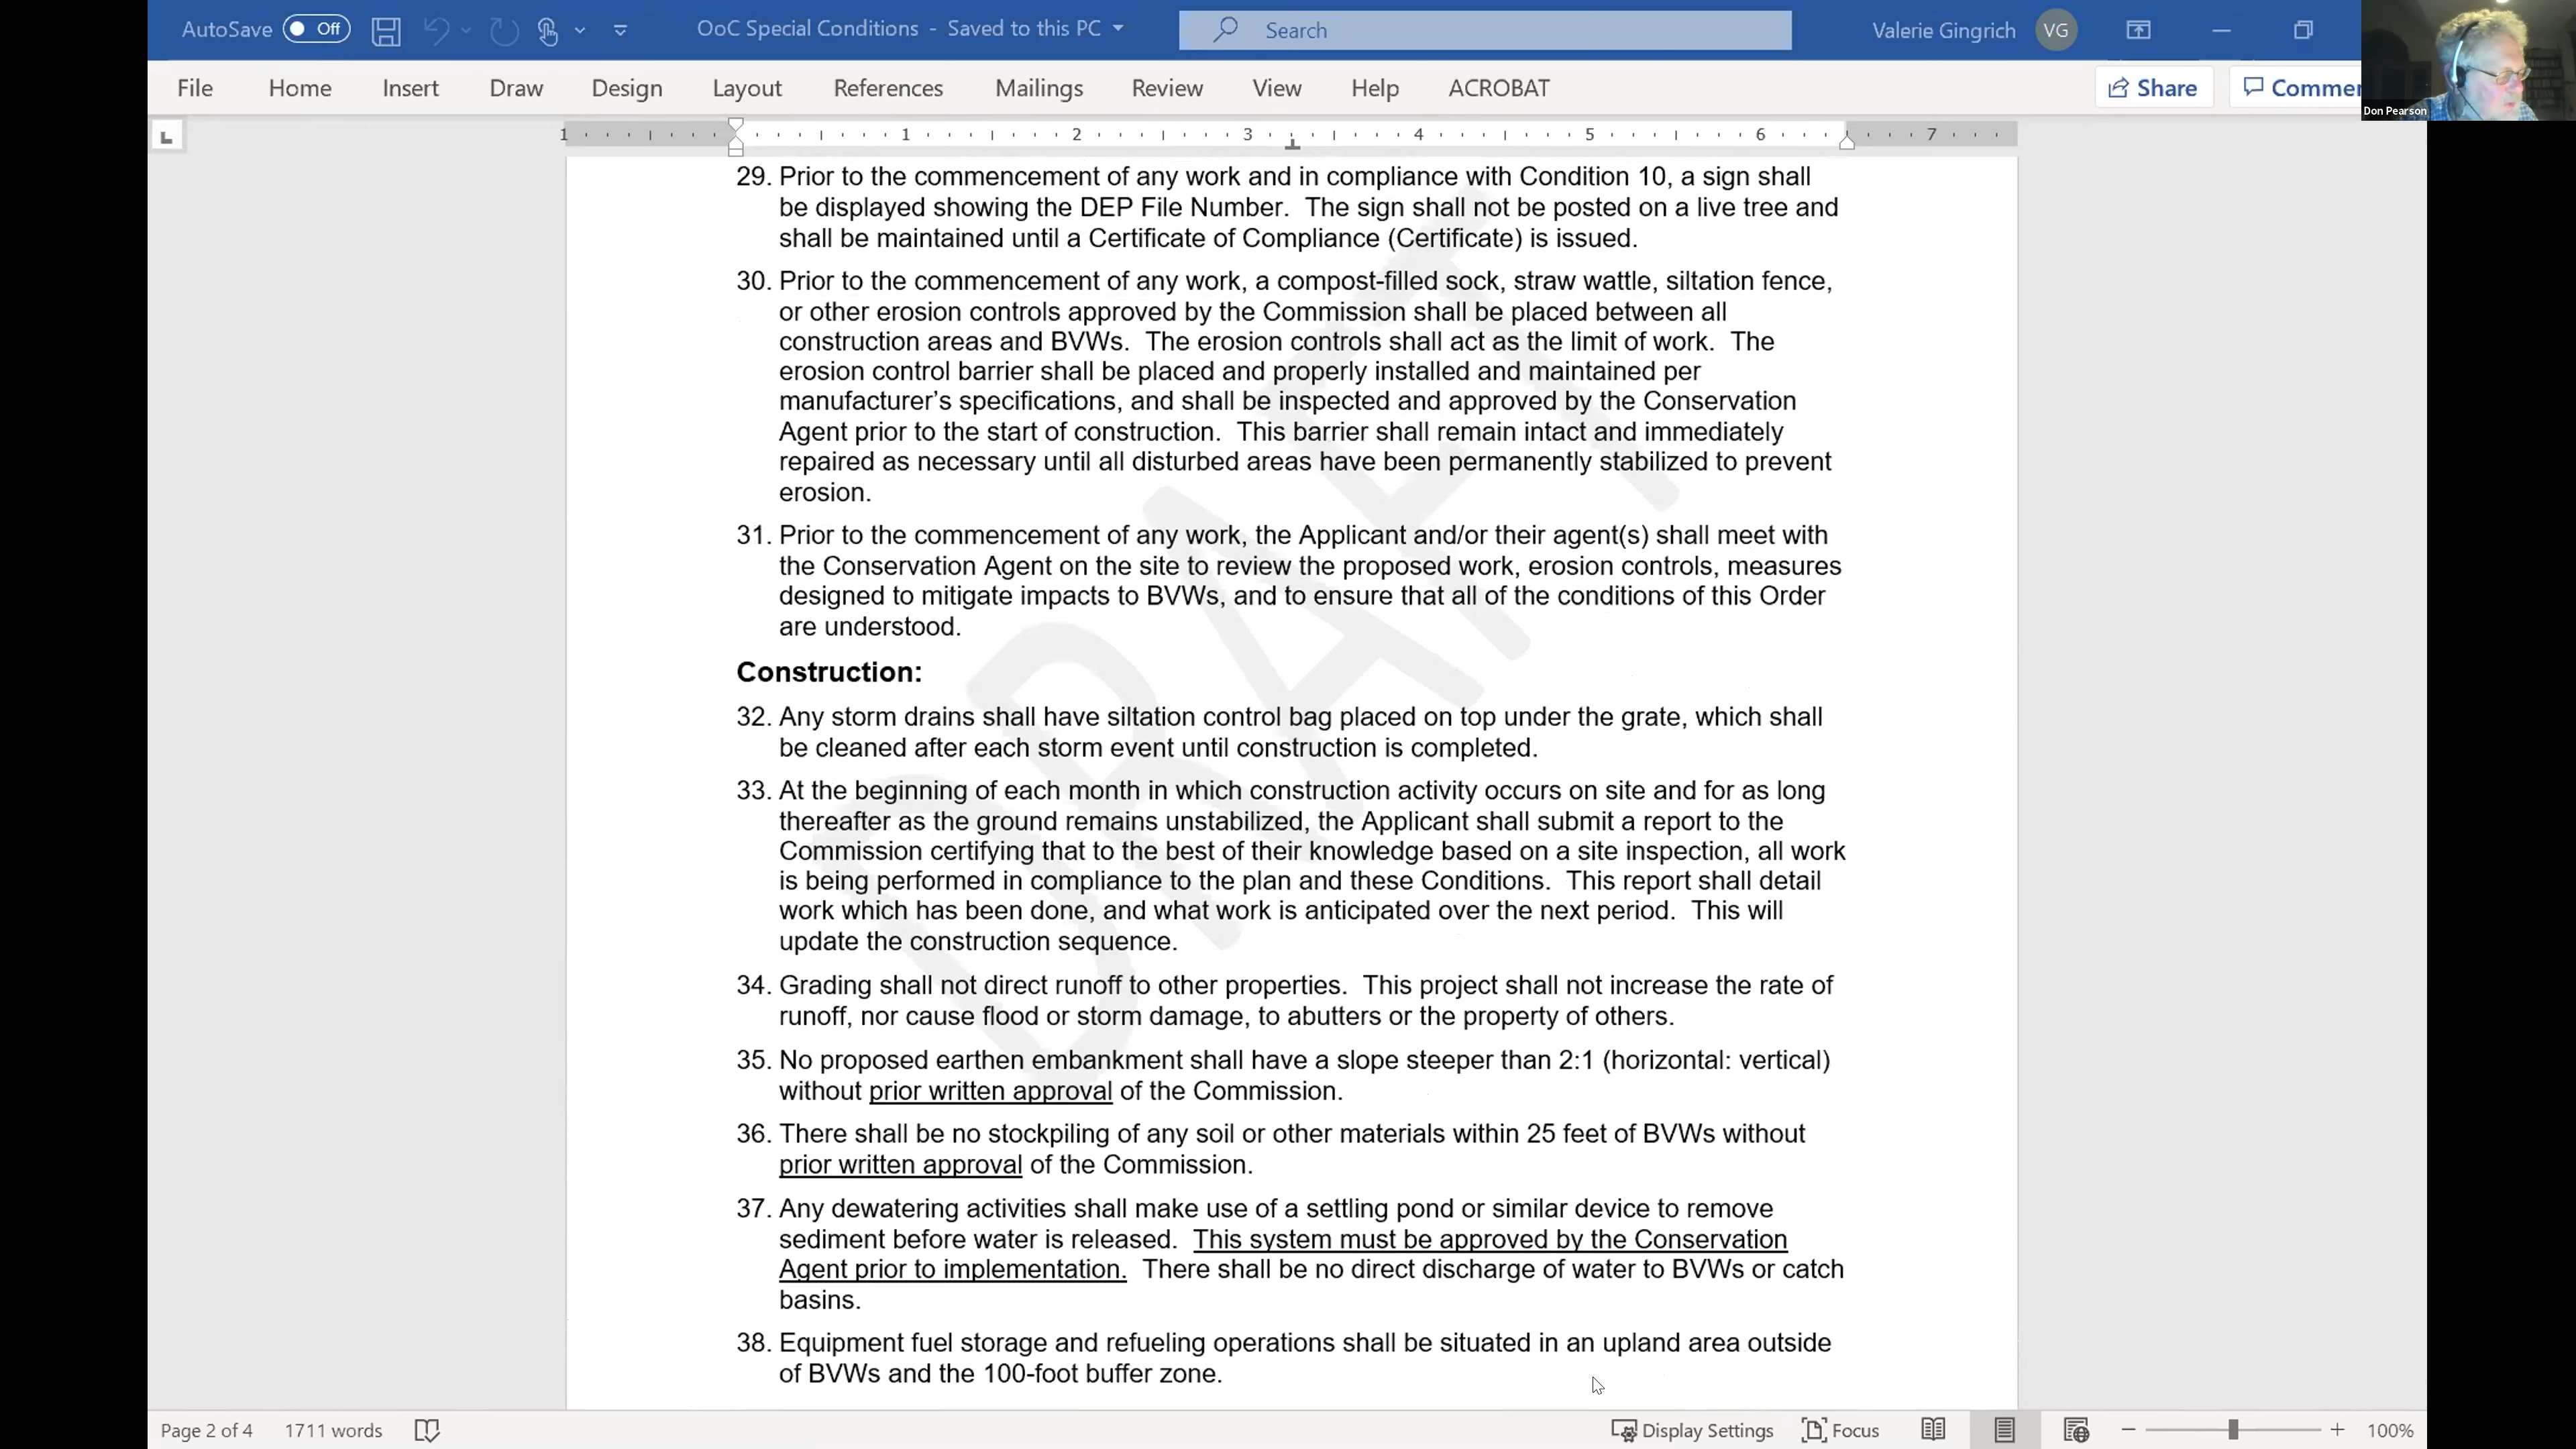 AutoSave Off OoC Special Conditions - Saved to this PC Search Valerie Gingrich VG
File Home Insert Draw Design Layout References Mailings Review View Help ACROBAT Share Commen
Don Pearson
1 1 2 3 4 5 6 7
29. Prior to the commencement of any work and in compliance with Condition 10, a sign shall
be displayed showing the DEP File Number. The sign shall not be posted on a live tree and
shall be maintained until a Certificate of Compliance (Certificate) is issued.
30. Prior to the commencement of any work, a compost-filled sock, straw wattle, siltation fence,
or other erosion controls approved by the Commission shall be placed between all
construction areas and BVWs. The erosion controls shall act as the limit of work. The
erosion control barrier shall be placed and properly installed and maintained per
manufacturer’s specifications, and shall be inspected and approved by the Conservation
Agent prior to the start of construction. This barrier shall remain intact and immediately
repaired as necessary until all disturbed areas have been permanently stabilized to prevent
erosion.
31. Prior to the commencement of any work, the Applicant and/or their agent(s) shall meet with
the Conservation Agent on the site to review the proposed work, erosion controls, measures
designed to mitigate impacts to BVWs, and to ensure that all of the conditions of this Order
are understood.
Construction:
32. Any storm drains shall have siltation control bag placed on top under the grate, which shall
be cleaned after each storm event until construction is completed.
33. At the beginning of each month in which construction activity occurs on site and for as long
thereafter as the ground remains unstabilized, the Applicant shall submit a report to the
Commission certifying that to the best of their knowledge based on a site inspection, all work
is being performed in compliance to the plan and these Conditions. This report shall detail
work which has been done, and what work is anticipated over the next period. This will
update the construction sequence.
34. Grading shall not direct runoff to other properties. This project shall not increase the rate of
runoff, nor cause flood or storm damage, to abutters or the property of others.
35. No proposed earthen embankment shall have a slope steeper than 2:1 (horizontal: vertical)
without prior written approval of the Commission.
36. There shall be no stockpiling of any soil or other materials within 25 feet of BVWs without
prior written approval of the Commission.
37. Any dewatering activities shall make use of a settling pond or similar device to remove
sediment before water is released. This system must be approved by the Conservation
Agent prior to implementation. There shall be no direct discharge of water to BVWs or catch
basins.
38. Equipment fuel storage and refueling operations shall be situated in an upland area outside
of BVWs and the 100-foot buffer zone.
DRAFT
Page 2 of 4 1711 words Display Settings Focus 100%